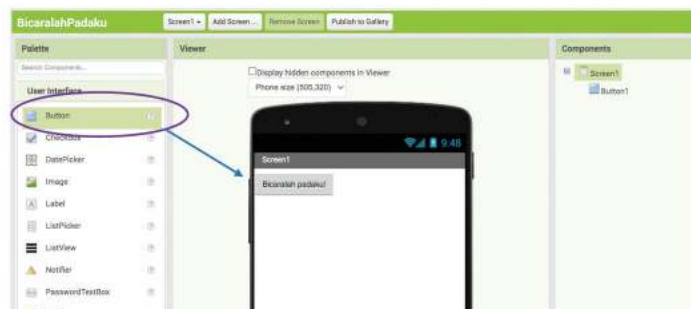 BicaralahPadaku
Screen1
Add Screen ...
Remove Screen
Publish to Gallery
Palette
Viewer
Components
Search Components...
Display hidden components in Viewer
Phone size (505,320)
User Interface
Button
CheckBox
DatePicker
Image
Label
ListPicker
ListView
Notifier
PasswordTextBox
9:48
Screen1
Bicaralah padaku!
Screen1
Button1